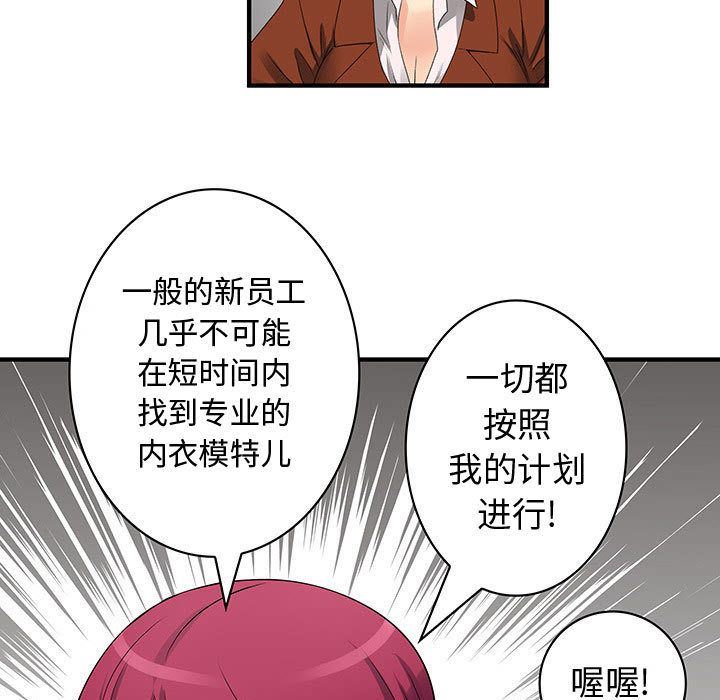 一般的新员工
几乎不可能
在短时间内
找到专业的
内衣模特儿
一切都
按照
我的计划
进行!
喔喔!